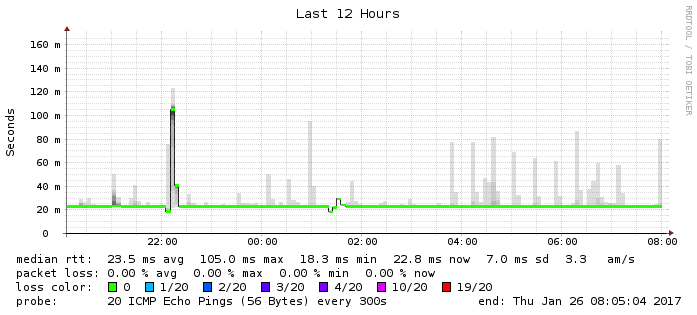 Last 12 Hours
RRDTOOL / TOBI OETIKER
Seconds
160 m
140 m
120 m
100 m
80 m
60 m
40 m
20 m
0
22:00 00:00 02:00 04:00 06:00 08:00
median rtt: 23.5 ms avg 105.0 ms max 18.3 ms min 22.8 ms now 7.0 ms sd 3.3 am/s
packet loss: 0.00 % avg 0.00 % max 0.00 % min 0.00 % now
loss color: 0 1/20 2/20 3/20 4/20 10/20 19/20
probe: 20 ICMP Echo Pings (56 Bytes) every 300s end: Thu Jan 26 08:05:04 2017